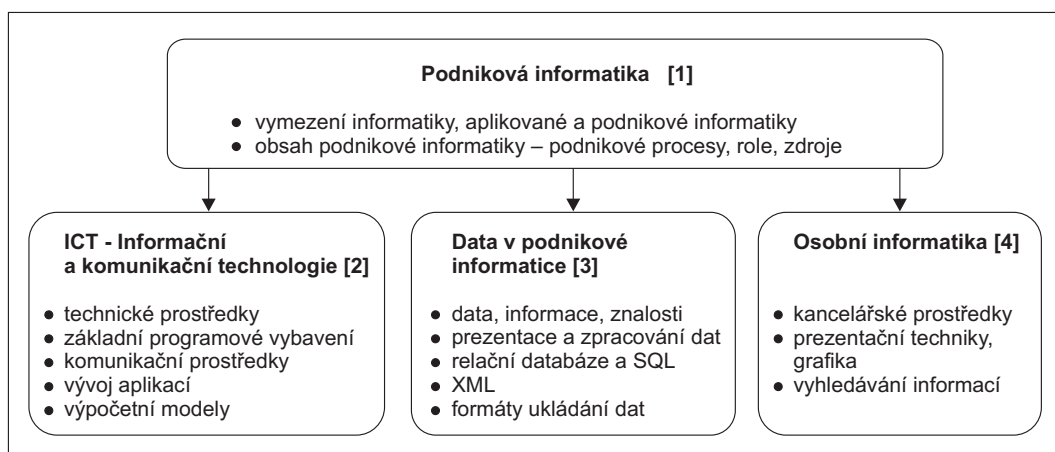 Podniková informatika [1]
● vymezení informatiky, aplikované a podnikové informatiky
● obsah podnikové informatiky – podnikové procesy, role, zdroje
ICT - Informační
a komunikační technologie [2]
● technické prostředky
● základní programové vybavení
● komunikační prostředky
● vývoj aplikací
● výpočetní modely
Data v podnikové
informatice [3]
● data, informace, znalosti
● prezentace a zpracování dat
● relační databáze a SQL
● XML
● formáty ukládání dat
Osobní informatika [4]
● kancelářské prostředky
● prezentační techniky,
grafika
● vyhledávání informací